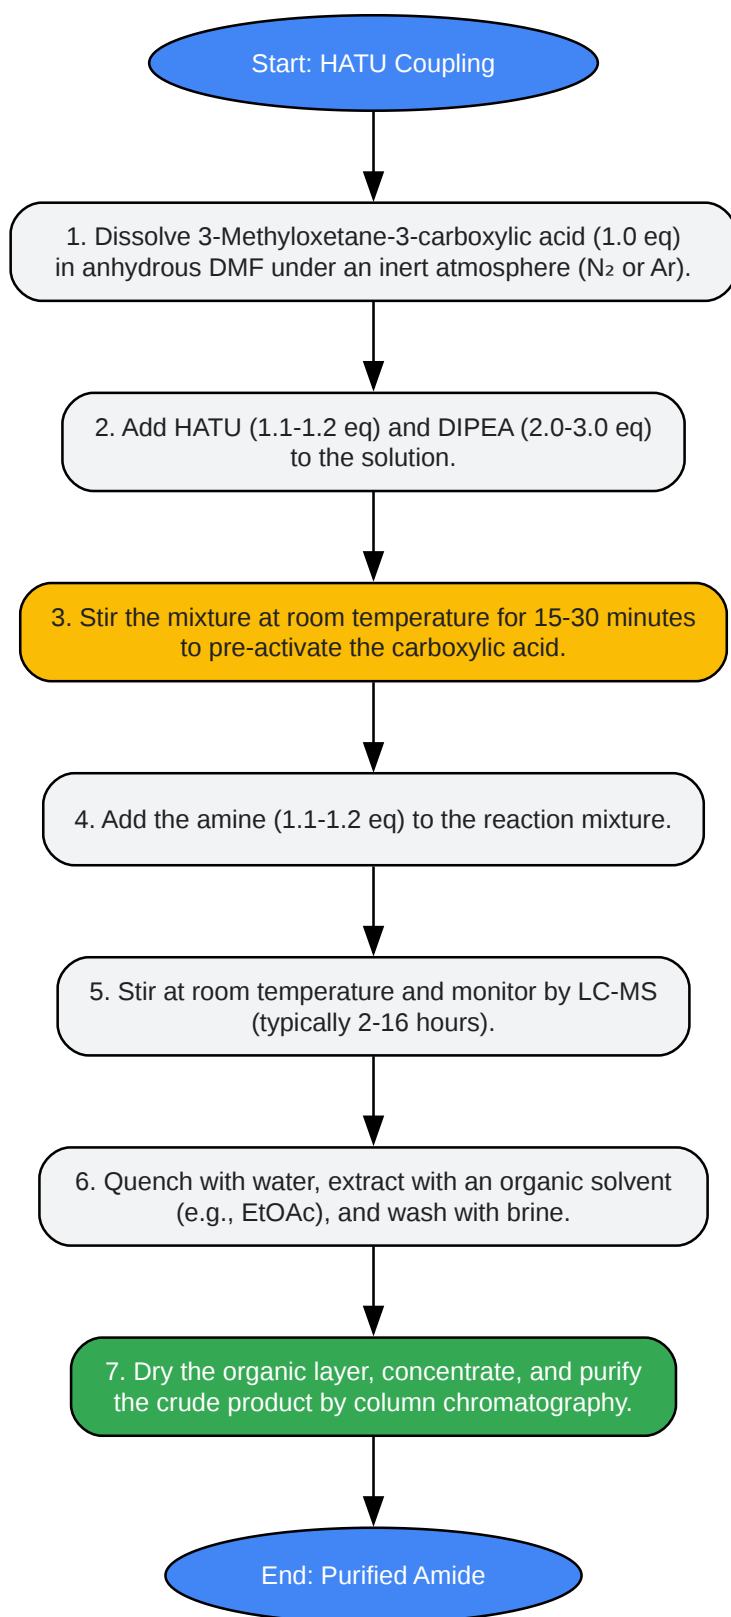 Start: HATU Coupling
1. Dissolve 3-Methyloxetane-3-carboxylic acid (1.0 eq)
in anhydrous DMF under an inert atmosphere (N₂ or Ar).
2. Add HATU (1.1-1.2 eq) and DIPEA (2.0-3.0 eq)
to the solution.
3. Stir the mixture at room temperature for 15-30 minutes
to pre-activate the carboxylic acid.
4. Add the amine (1.1-1.2 eq) to the reaction mixture.
5. Stir at room temperature and monitor by LC-MS
(typically 2-16 hours).
6. Quench with water, extract with an organic solvent
(e.g., EtOAc), and wash with brine.
7. Dry the organic layer, concentrate, and purify
the crude product by column chromatography.
End: Purified Amide